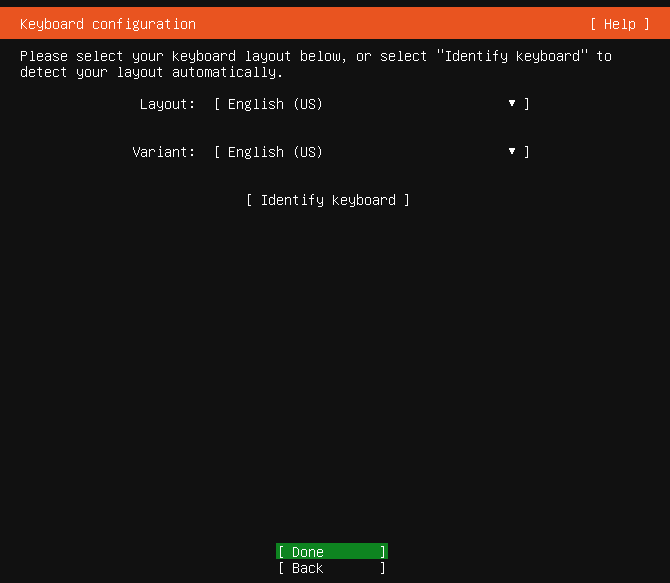 Keyboard configuration [ Help ]
Please select your keyboard layout below, or select "Identify keyboard" to
detect your layout automatically.
Layout: [ English (US) ▼ ]
Variant: [ English (US) ▼ ]
[ Identify keyboard ]
[ Done ]
[ Back ]